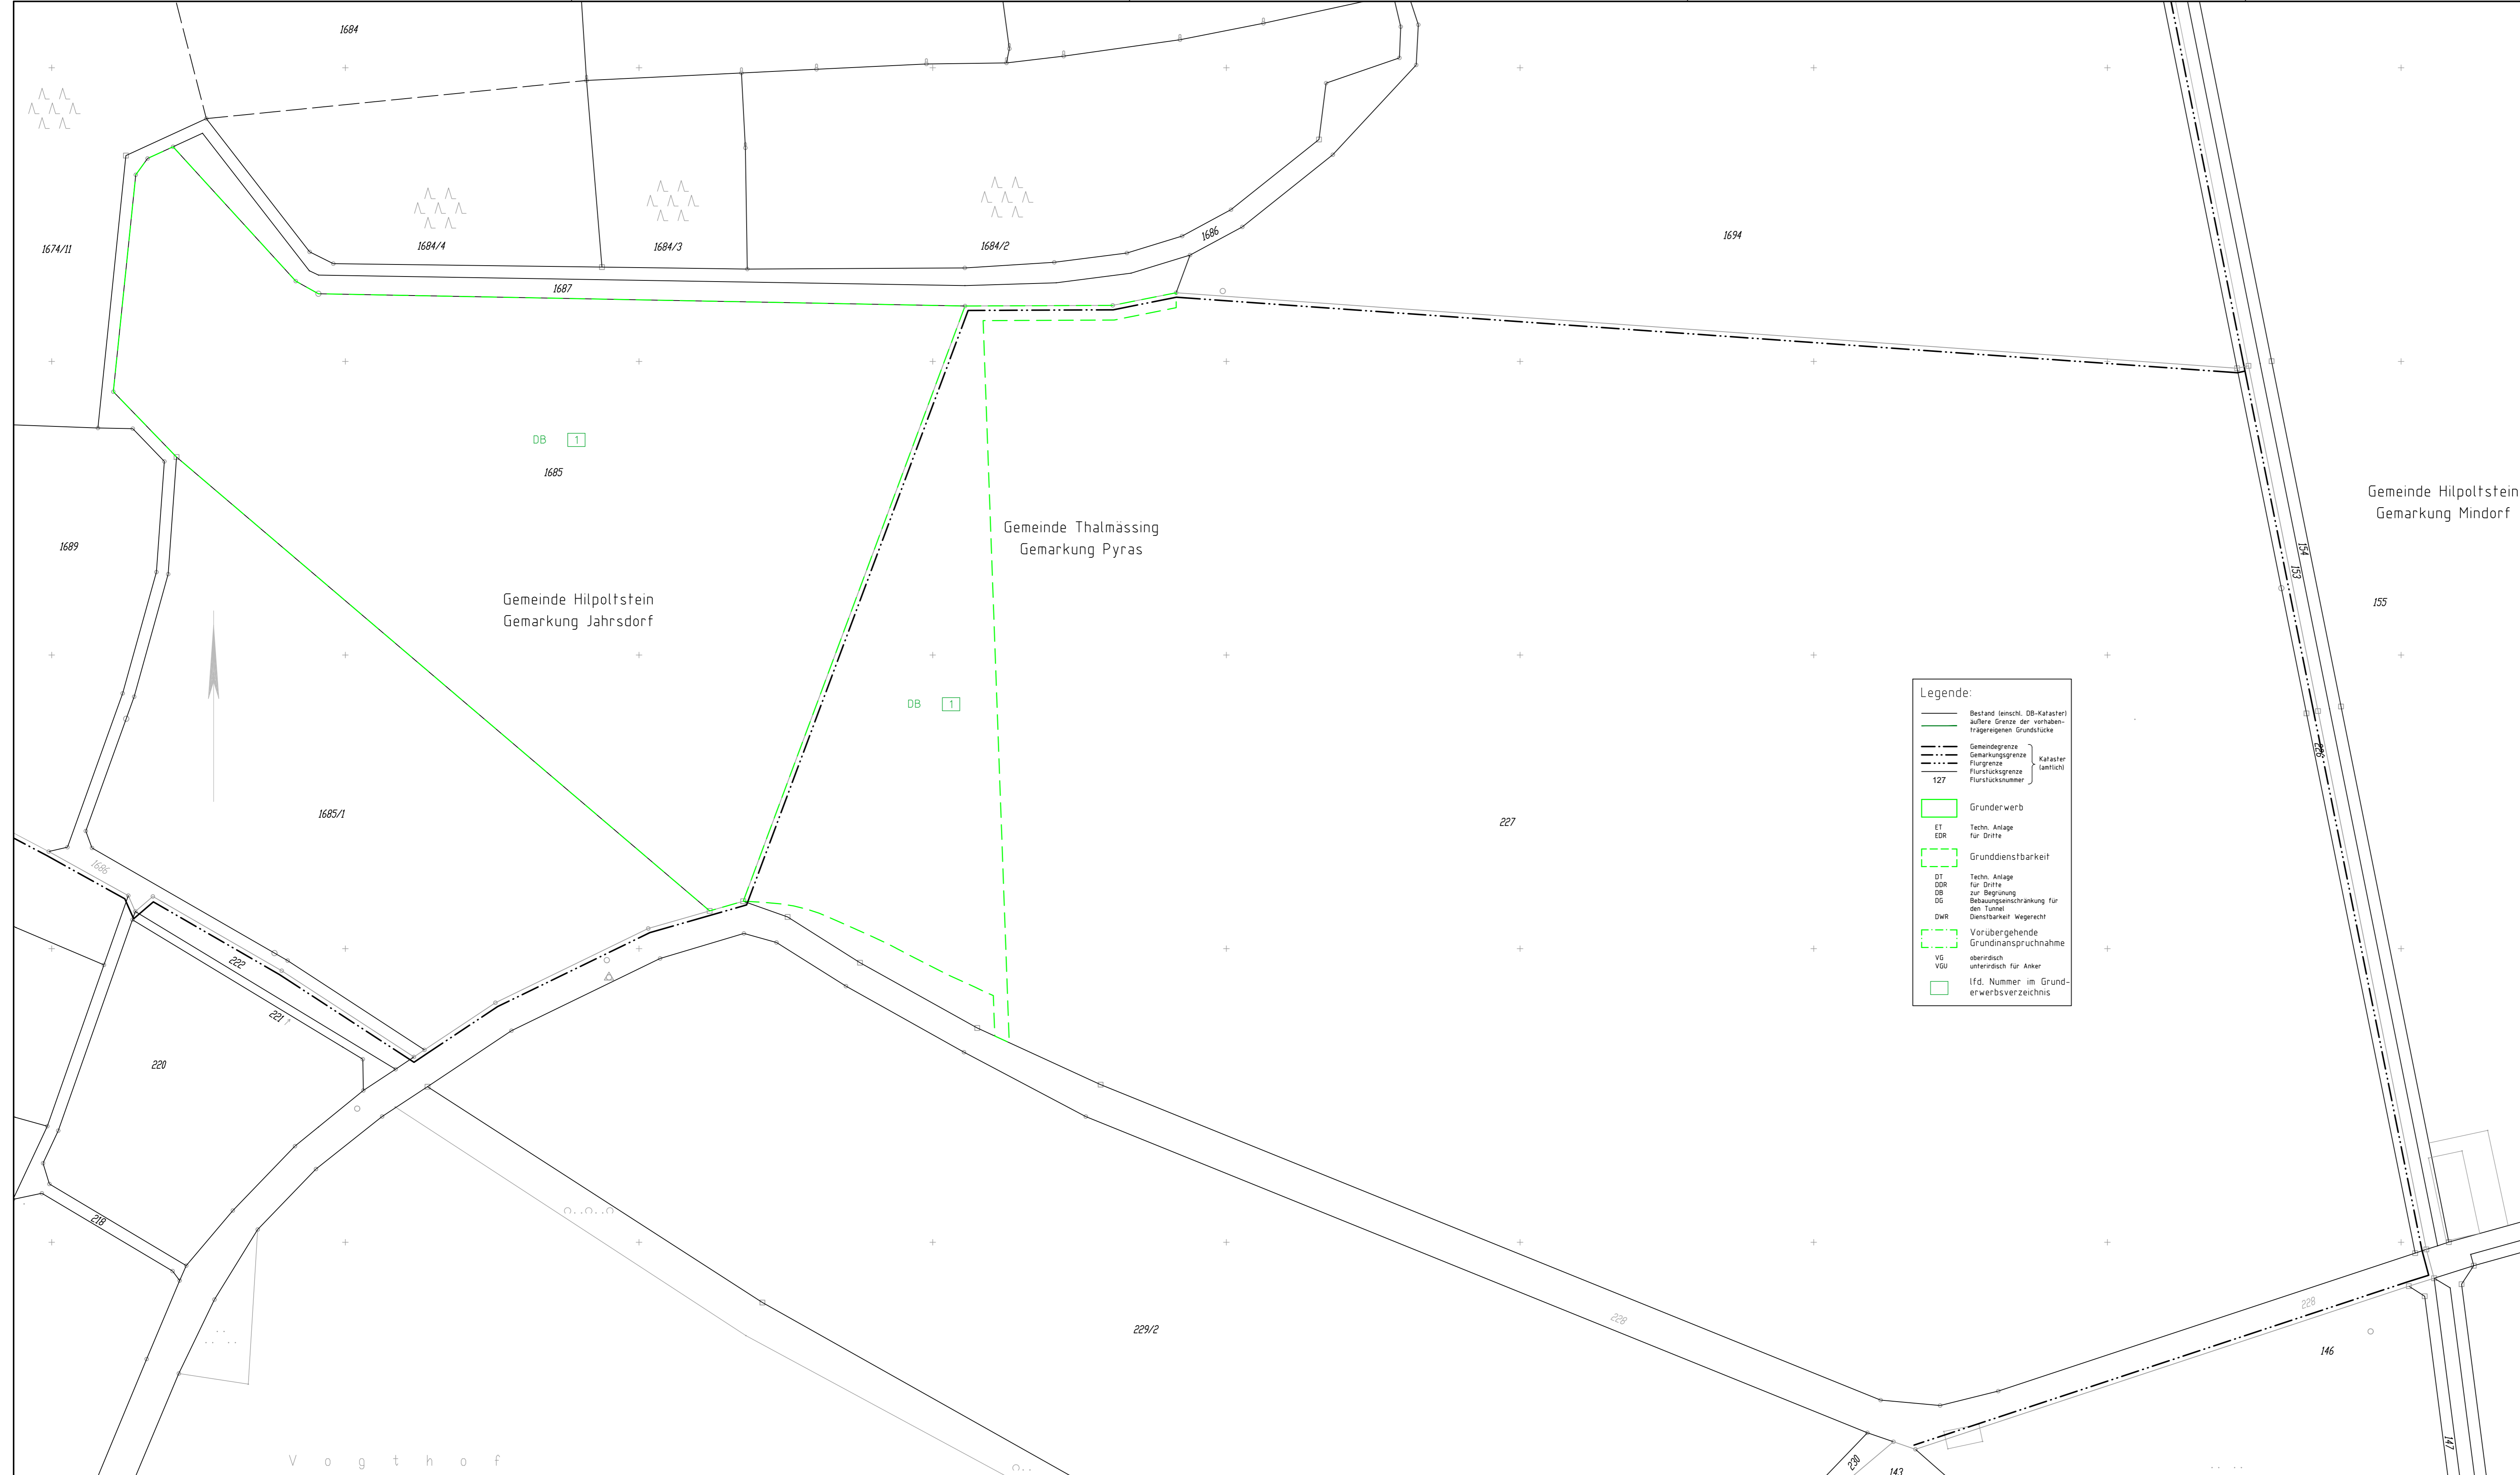 1684
1674/11
1684/4
1684/3
1684/2
1686
1694
1687
DB 1
1685
Gemeinde Thalmässing
Gemarkung Pyras
Gemeinde Hilpoltstein
Gemarkung Mindorf
154
153
155
1689
Gemeinde Hilpoltstein
Gemarkung Jahrsdorf
DB 1
226
1685/1
227
1686
222
221
220
218
229/2
228
228
146
147
230
143
V o g t h o f
Legende:
Bestand (einschl. DB-Kataster)
äußere Grenze der vorhaben-
trägereigenen Grundstücke
Gemeindegrenze
Gemarkungsgrenze
Flurgrenze
Flurstücksgrenze
127 Flurstücksnummer
Kataster
(amtlich)
Grunderwerb
ET Techn. Anlage
EDR für Dritte
Grunddienstbarkeit
DT Techn. Anlage
DDR für Dritte
DB zur Begrünung
DG Bebauungseinschränkung für
den Tunnel
DWR Dienstbarkeit Wegerecht
Vorübergehende
Grundinanspruchnahme
VG oberirdisch
VGU unterirdisch für Anker
lfd. Nummer im Grund-
erwerbsverzeichnis